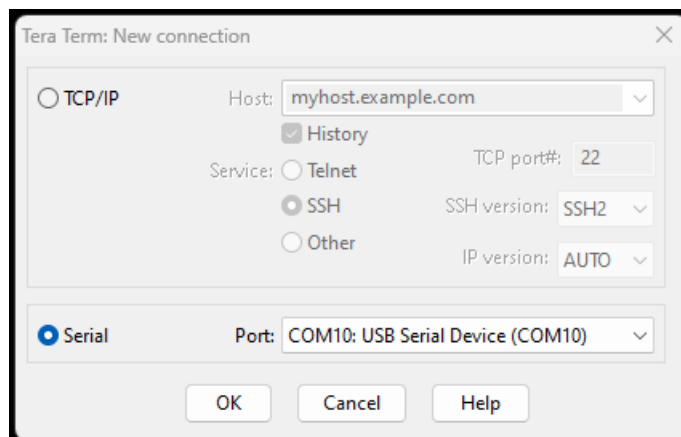 Tera Term: New connection
TCP/IP
Host: myhost.example.com
History
Service: Telnet
TCP port#: 22
SSH
SSH version: SSH2
Other
IP version: AUTO
Serial
Port: COM10: USB Serial Device (COM10)
OK
Cancel
Help